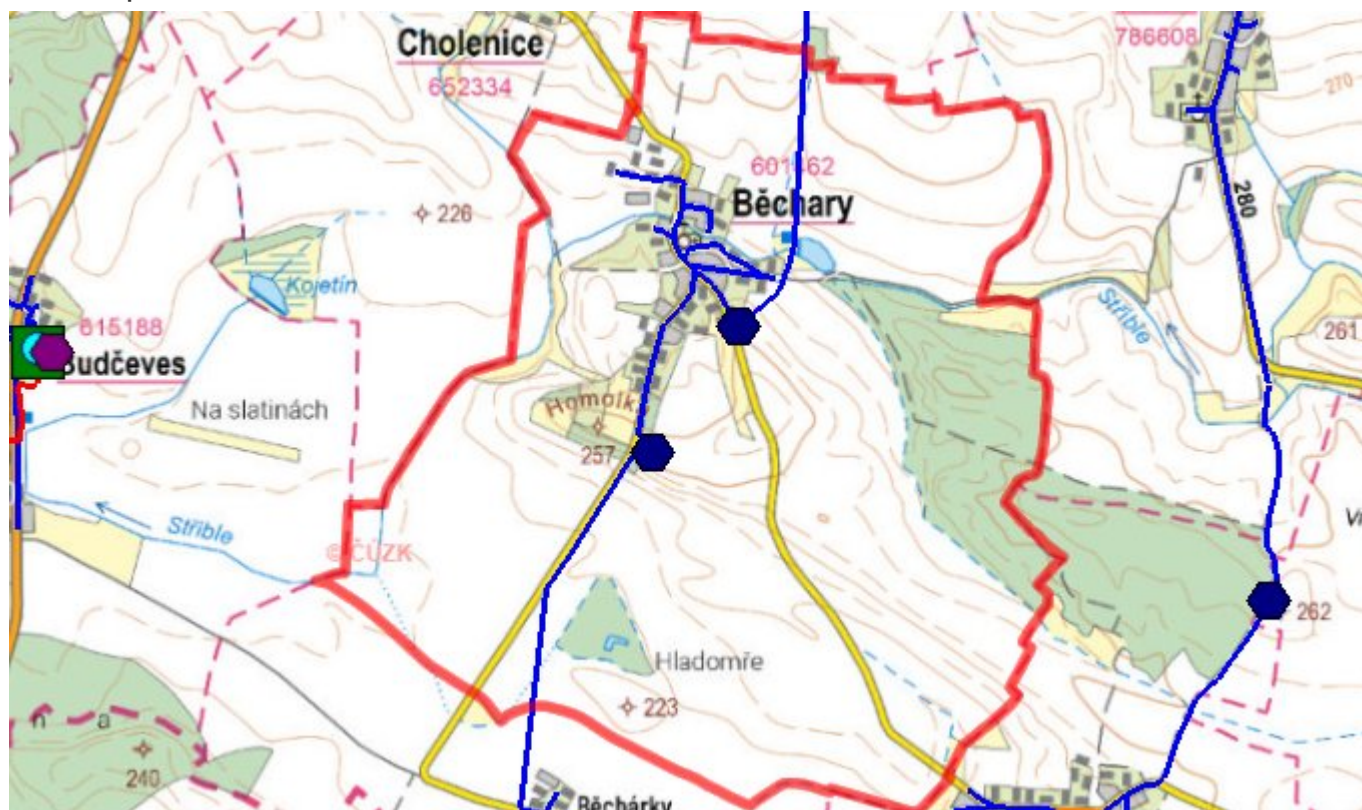 Cholenice
652334
786608
270
601462
Běchary
226
280
Kojetín
Stříble
261
615188
Budčeves
Na slatinách
Homolk
257
Stříble
© ČÚZK
262
Hladomře
223
n a
240
Běchárky